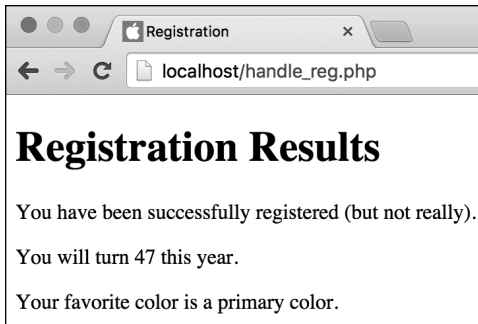 Registration
localhost/handle_reg.php
Registration Results
You have been successfully registered (but not really).
You will turn 47 this year.
Your favorite color is a primary color.